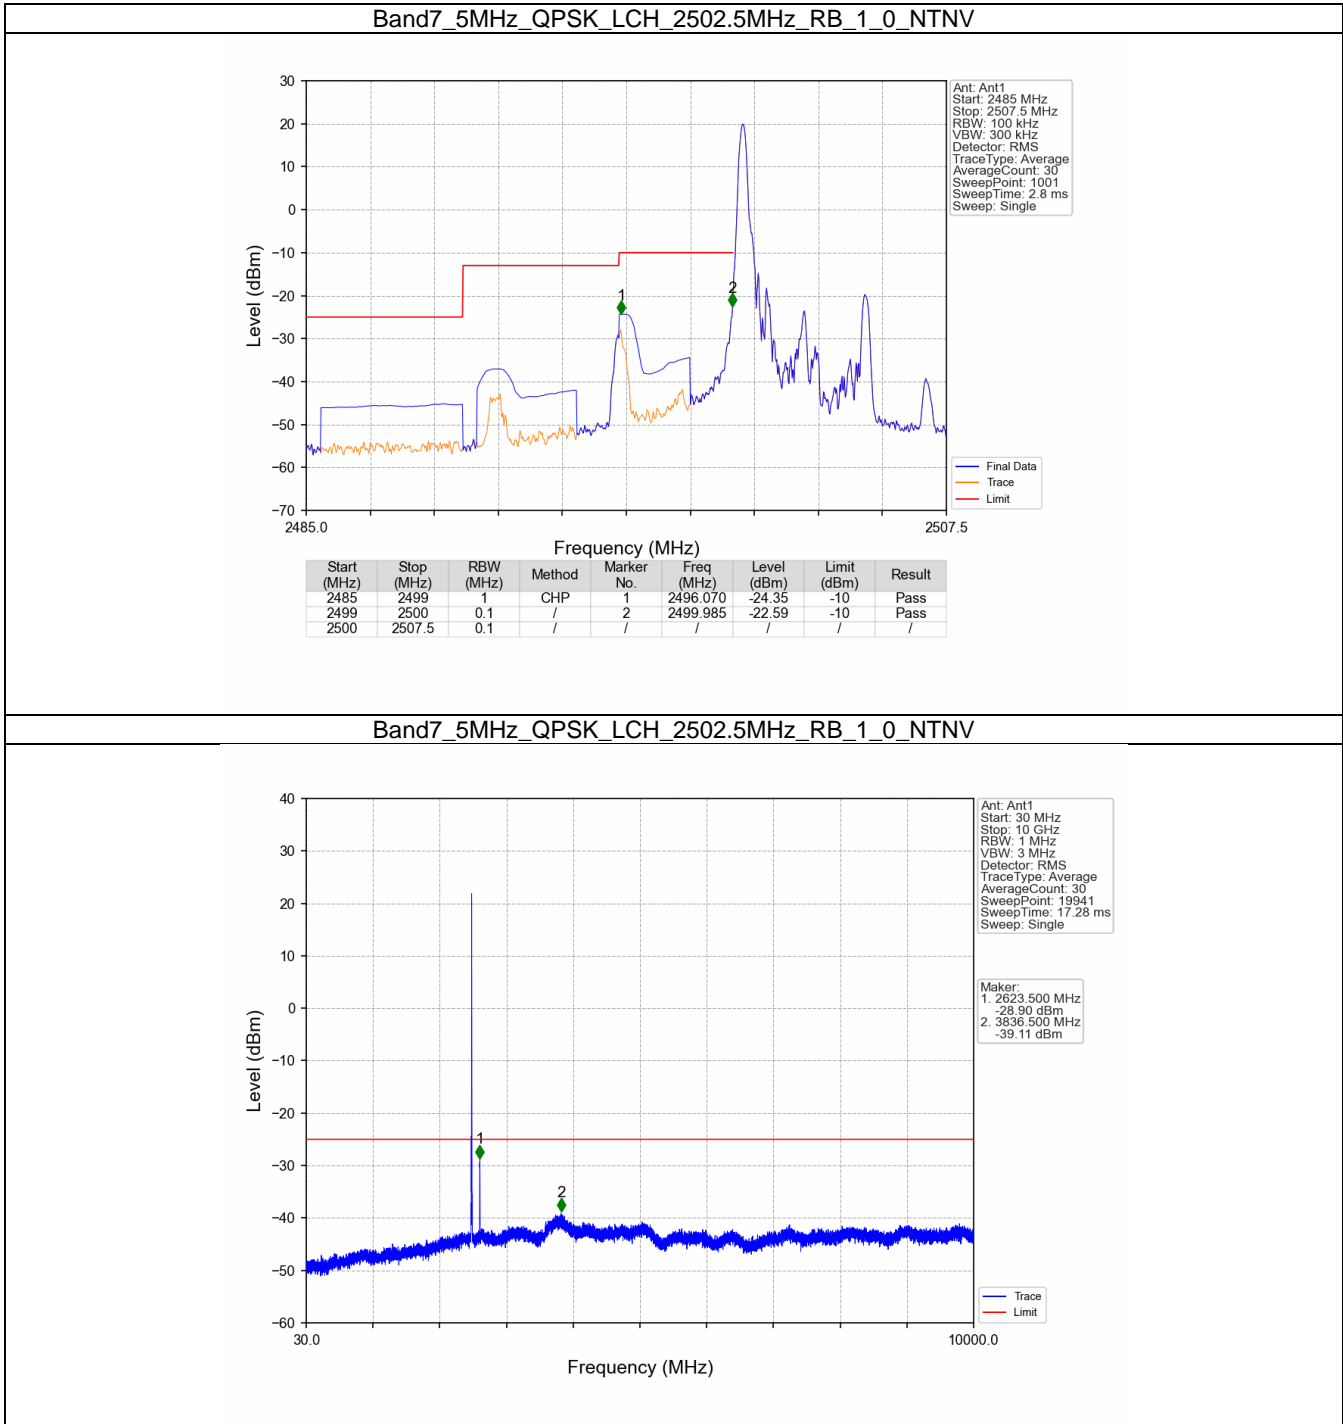 Band7_5MHz_QPSK_LCH_2502.5MHz_RB_1_0_NTNV
30
20
10
0
−10
−20
−30
−40
−50
−60
−70
Level (dBm)
1
2
2485.0
2507.5
Frequency (MHz)
Ant: Ant1
Start: 2485 MHz
Stop: 2507.5 MHz
RBW: 100 kHz
VBW: 300 kHz
Detector: RMS
TraceType: Average
AverageCount: 30
SweepPoint: 1001
SweepTime: 2.8 ms
Sweep: Single
Final Data
Trace
Limit
Start (MHz) Stop (MHz) RBW (MHz) Method Marker No. Freq (MHz) Level (dBm) Limit (dBm) Result
2485 2499 1 CHP 1 2496.070 -24.35 -10 Pass
2499 2500 0.1 / 2 2499.985 -22.59 -10 Pass
2500 2507.5 0.1 / / / / / /
Band7_5MHz_QPSK_LCH_2502.5MHz_RB_1_0_NTNV
40
30
20
10
0
−10
−20
−30
−40
−50
−60
Level (dBm)
1
2
30.0
10000.0
Frequency (MHz)
Ant: Ant1
Start: 30 MHz
Stop: 10 GHz
RBW: 1 MHz
VBW: 3 MHz
Detector: RMS
TraceType: Average
AverageCount: 30
SweepPoint: 19941
SweepTime: 17.28 ms
Sweep: Single
Maker:
1. 2623.500 MHz
-28.90 dBm
2. 3836.500 MHz
-39.11 dBm
Trace
Limit